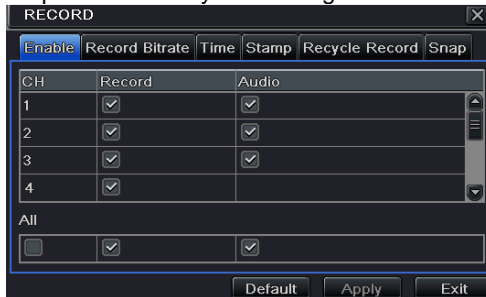 RECORD
Enable Record Bitrate Time Stamp Recycle Record Snap
CH Record Audio
1
2
3
4
All
Default Apply Exit